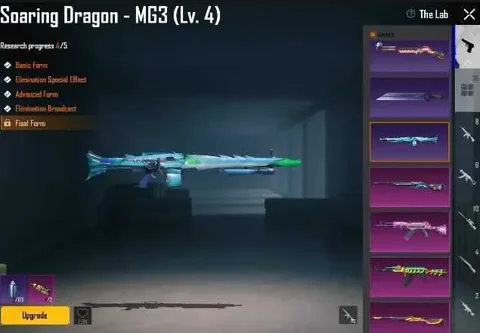 Soaring Dragon - MG3 (Lv. 4)
The Lab
Research progress 4/5
Basic Form
Elimination Special Effect
Advanced Form
Elimination Broadcast
Final Form
Upgrade